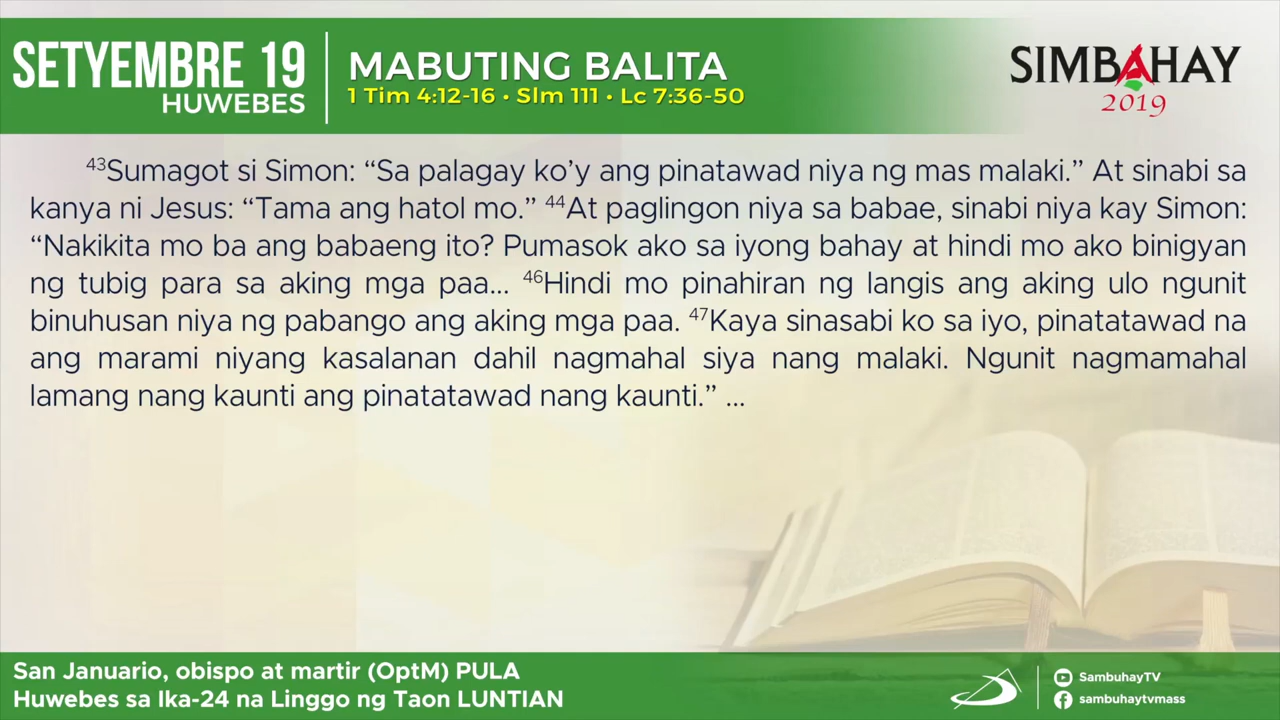 SETYEMBRE 19
HUWEBES
MABUTING BALITA
1 Tim 4:12-16 • Slm 111 • Lc 7:36-50
SIMBAHAY
2019
⁴³Sumagot si Simon: “Sa palagay ko’y ang pinatawad niya ng mas malaki.” At sinabi sa
kanya ni Jesus: “Tama ang hatol mo.” ⁴⁴At paglingon niya sa babae, sinabi niya kay Simon:
“Nakikita mo ba ang babaeng ito? Pumasok ako sa iyong bahay at hindi mo ako binigyan
ng tubig para sa aking mga paa... ⁴⁶Hindi mo pinahiran ng langis ang aking ulo ngunit
binuhusan niya ng pabango ang aking mga paa. ⁴⁷Kaya sinasabi ko sa iyo, pinatatawad na
ang marami niyang kasalanan dahil nagmahal siya nang malaki. Ngunit nagmamahal
lamang nang kaunti ang pinatatawad nang kaunti.” ...
San Januario, obispo at martir (OptM) PULA
Huwebes sa Ika-24 na Linggo ng Taon LUNTIAN
SambuhayTV
sambuhaytvmass